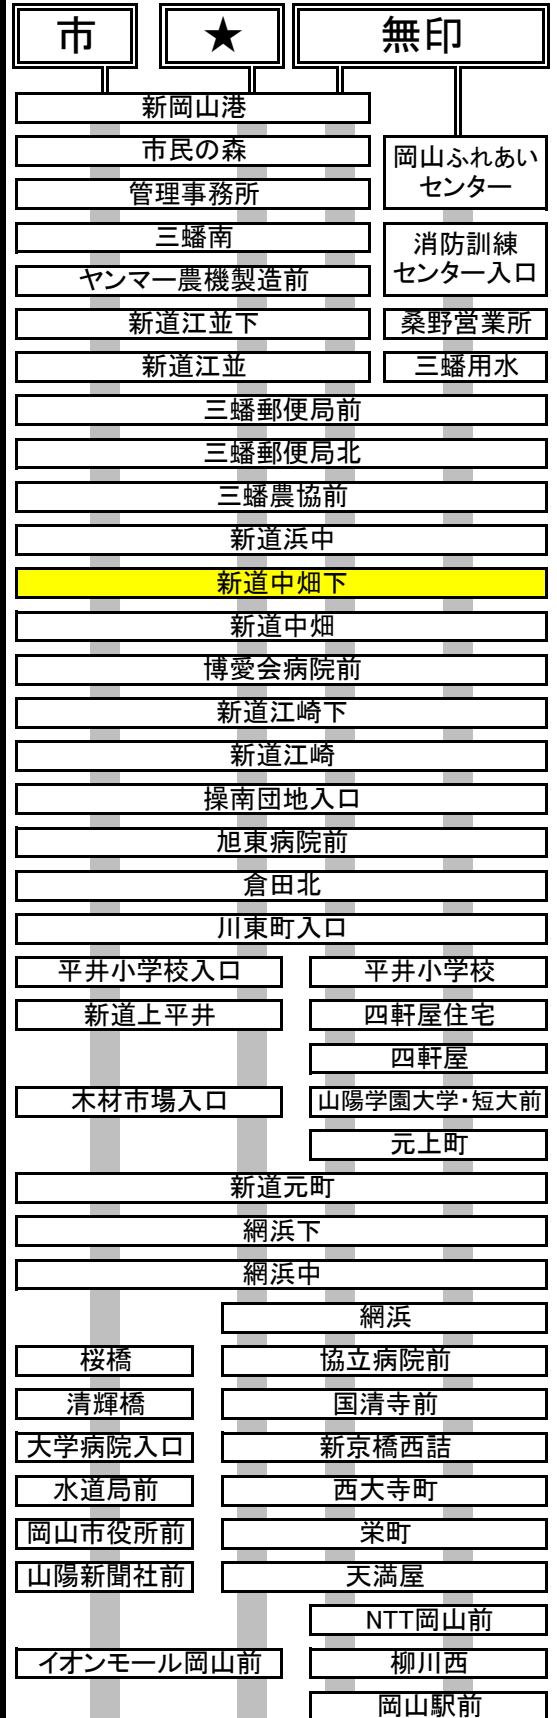 市
★
無印
新岡山港
市民の森
岡山ふれあい
センター
管理事務所
三蟠南
消防訓練
センター入口
ヤンマー農機製造前
新道江並下
桑野営業所
新道江並
三蟠用水
三蟠郵便局前
三蟠郵便局北
三蟠農協前
新道浜中
新道中畑下
新道中畑
博愛会病院前
新道江崎下
新道江崎
操南団地入口
旭東病院前
倉田北
川東町入口
平井小学校入口
平井小学校
新道上平井
四軒屋住宅
四軒屋
木材市場入口
山陽学園大学・短大前
元上町
新道元町
網浜下
網浜中
網浜
桜橋
協立病院前
清輝橋
国清寺前
大学病院入口
新京橋西詰
水道局前
西大寺町
岡山市役所前
栄町
山陽新聞社前
天満屋
NTT岡山前
イオンモール岡山前
柳川西
岡山駅前